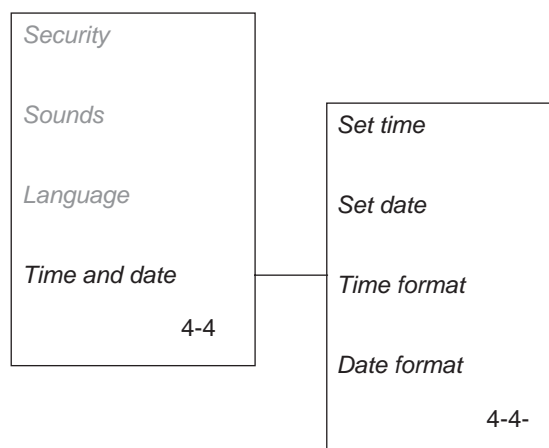 Security
Sounds
Language
Time and date
4-4
Set time
Set date
Time format
Date format
4-4-